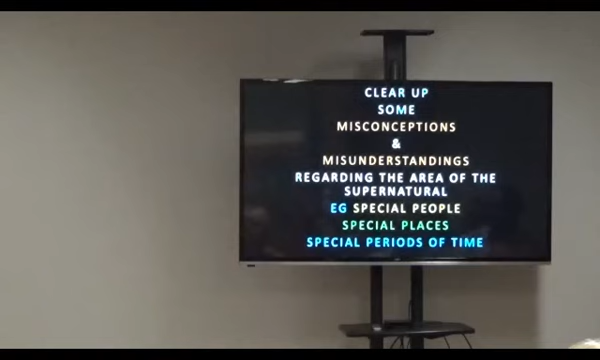 CLEAR UP
SOME
MISCONCEPTIONS
&
MISUNDERSTANDINGS
REGARDING THE AREA OF THE
SUPERNATURAL
EG SPECIAL PEOPLE
SPECIAL PLACES
SPECIAL PERIODS OF TIME